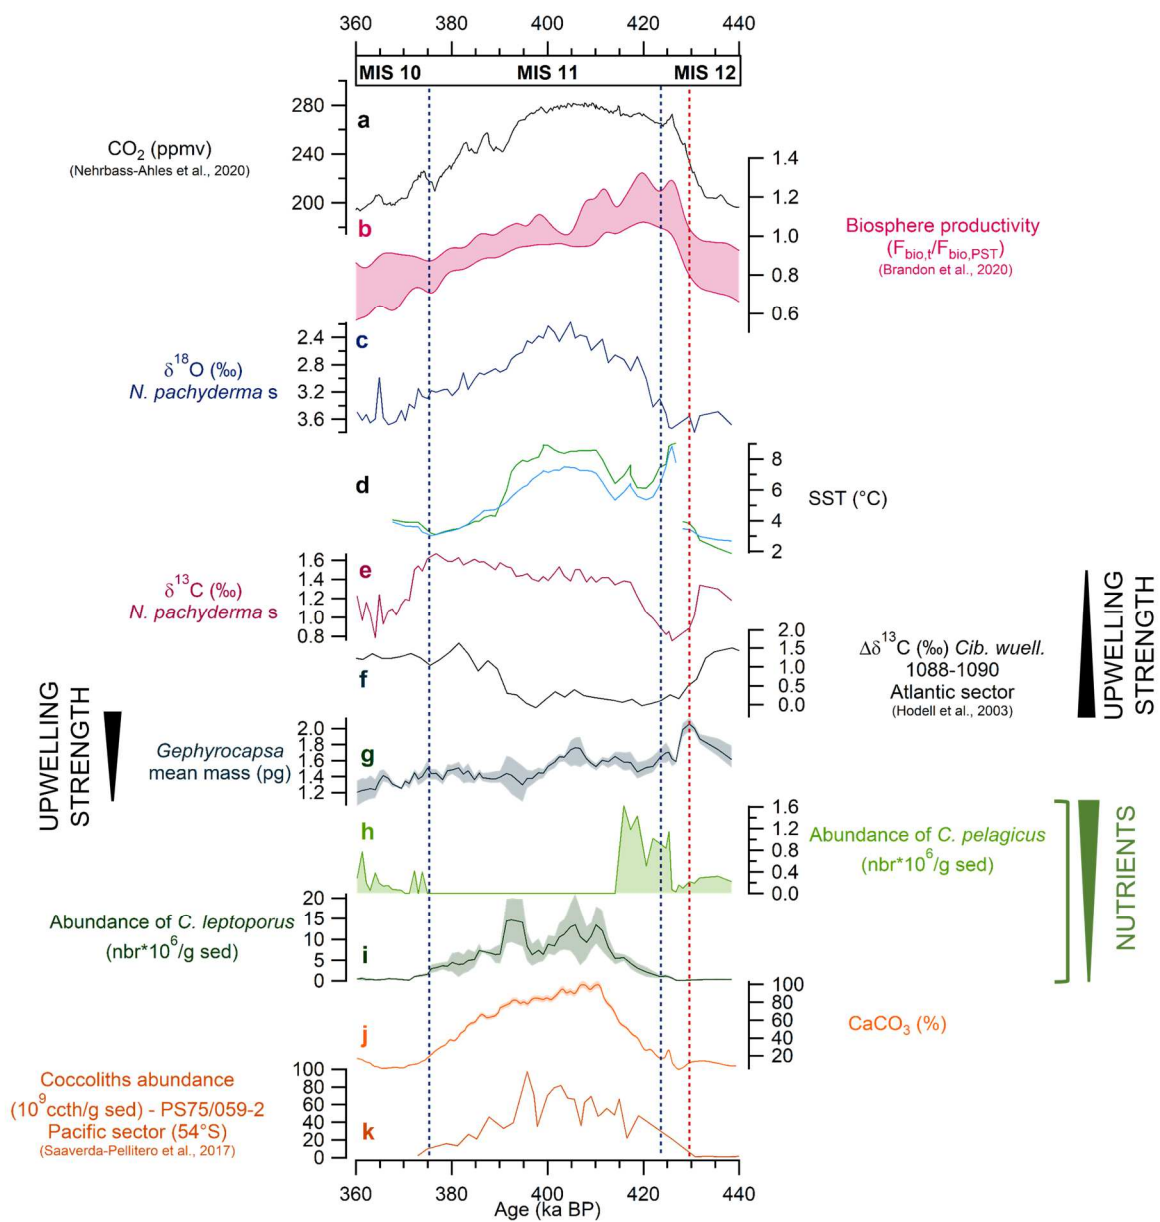 360 380 400 420 440
MIS 10 MIS 11 MIS 12
a
280
240
200
CO2 (ppmv)
(Nehrbass-Ahles et al., 2020)
b
1.4
1.2
1.0
0.8
0.6
Biosphere productivity
(Fbio,t/Fbio,PST)
(Brandon et al., 2020)
c
2.4
2.8
3.2
3.6
δ18O (‰)
N. pachyderma s
d
8
6
4
2
SST (°C)
e
1.6
1.4
1.2
1.0
0.8
δ13C (‰)
N. pachyderma s
f
2.0
1.5
1.0
0.5
0.0
Δδ13C (‰) Cib. wuell.
1088-1090
Atlantic sector
(Hodell et al., 2003)
UPWELLING
STRENGTH
UPWELLING
STRENGTH
g
2.0
1.8
1.6
1.4
1.2
Gephyrocapsa
mean mass (pg)
h
1.6
1.2
0.8
0.4
0.0
Abundance of C. pelagicus
(nbr*106/g sed)
NUTRIENTS
i
20
15
10
5
0
Abundance of C. leptoporus
(nbr*106/g sed)
j
100
80
60
40
20
CaCO3 (%)
k
100
80
60
40
20
0
Coccoliths abundance
(109ccth/g sed) - PS75/059-2
Pacific sector (54°S)
(Saaverda-Pellitero et al., 2017)
360 380 400 420 440
Age (ka BP)